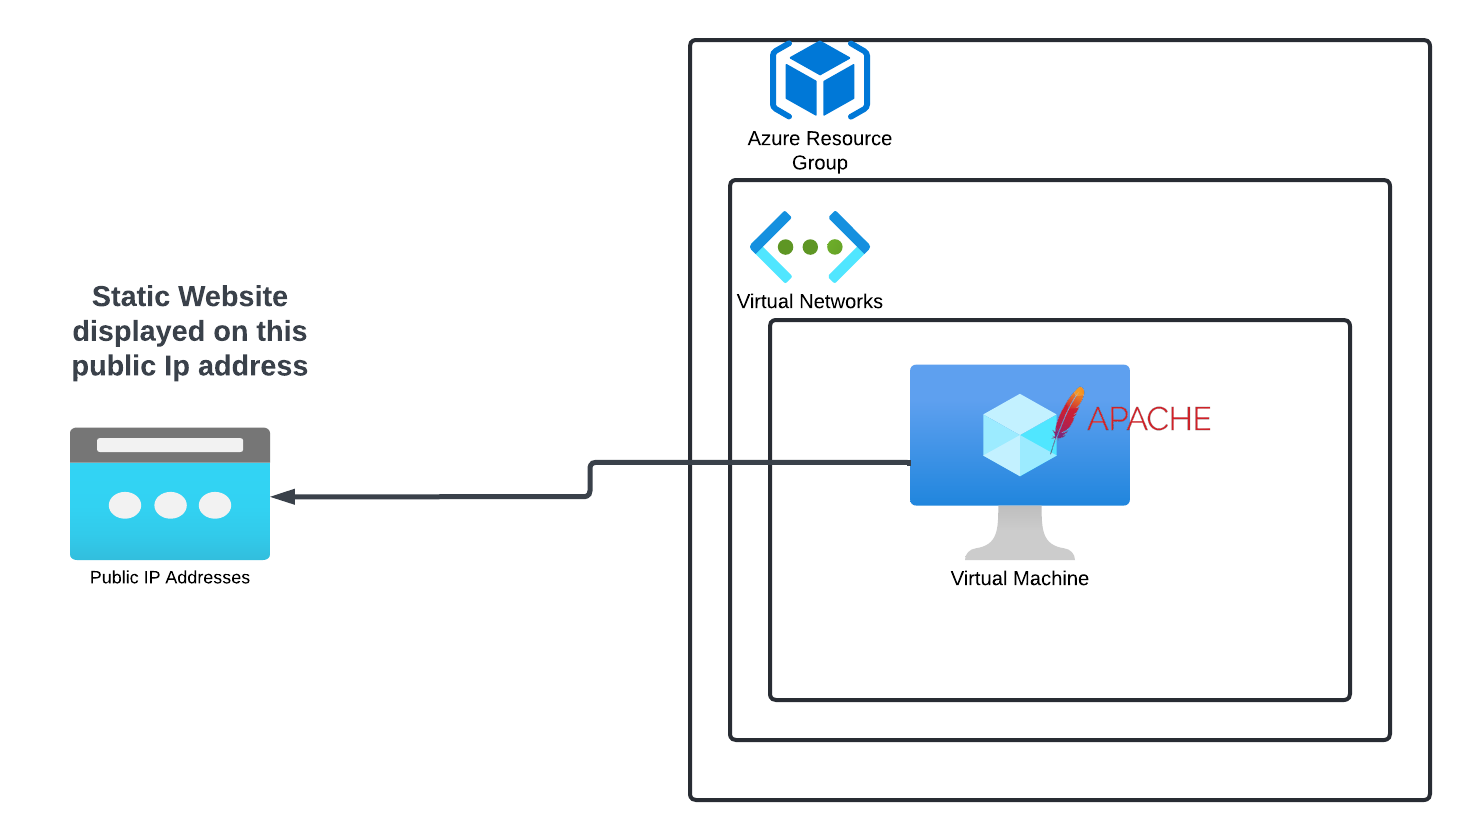 Azure Resource
Group
Virtual Networks
Static Website
displayed on this
public Ip address
APACHE
Public IP Addresses
Virtual Machine